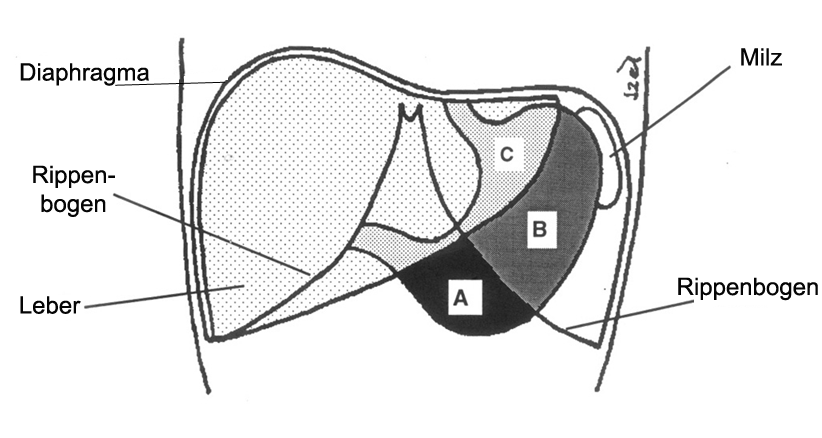 Milz
Diaphragma
C
Rippen-
bogen
B
Rippenbogen
Leber
A